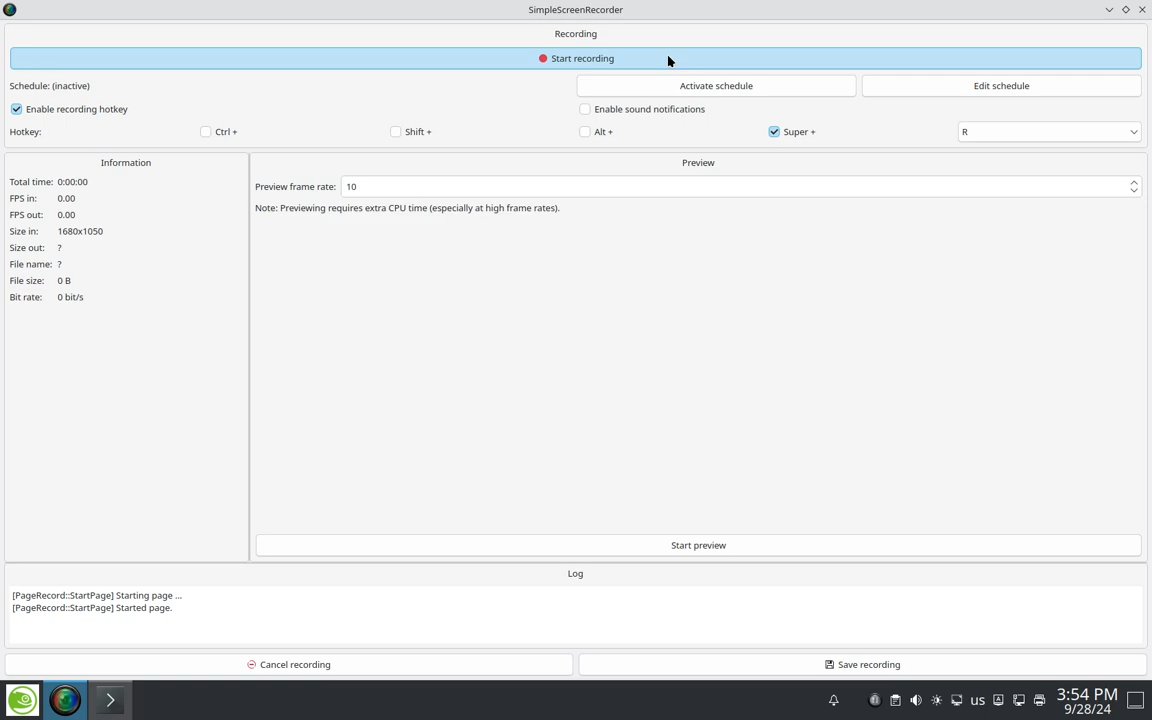 SimpleScreenRecorder
Recording
Start recording
Schedule: (inactive)
Activate schedule
Edit schedule
Enable recording hotkey
Enable sound notifications
Hotkey:
Ctrl +
Shift +
Alt +
Super +
R
Information
Total time: 0:00:00
FPS in: 0.00
FPS out: 0.00
Size in: 1680x1050
Size out: ?
File name: ?
File size: 0 B
Bit rate: 0 bit/s
Preview
Preview frame rate: 10
Note: Previewing requires extra CPU time (especially at high frame rates).
Start preview
Log
[PageRecord::StartPage] Starting page ...
[PageRecord::StartPage] Started page.
Cancel recording
Save recording
us
3:54 PM
9/28/24